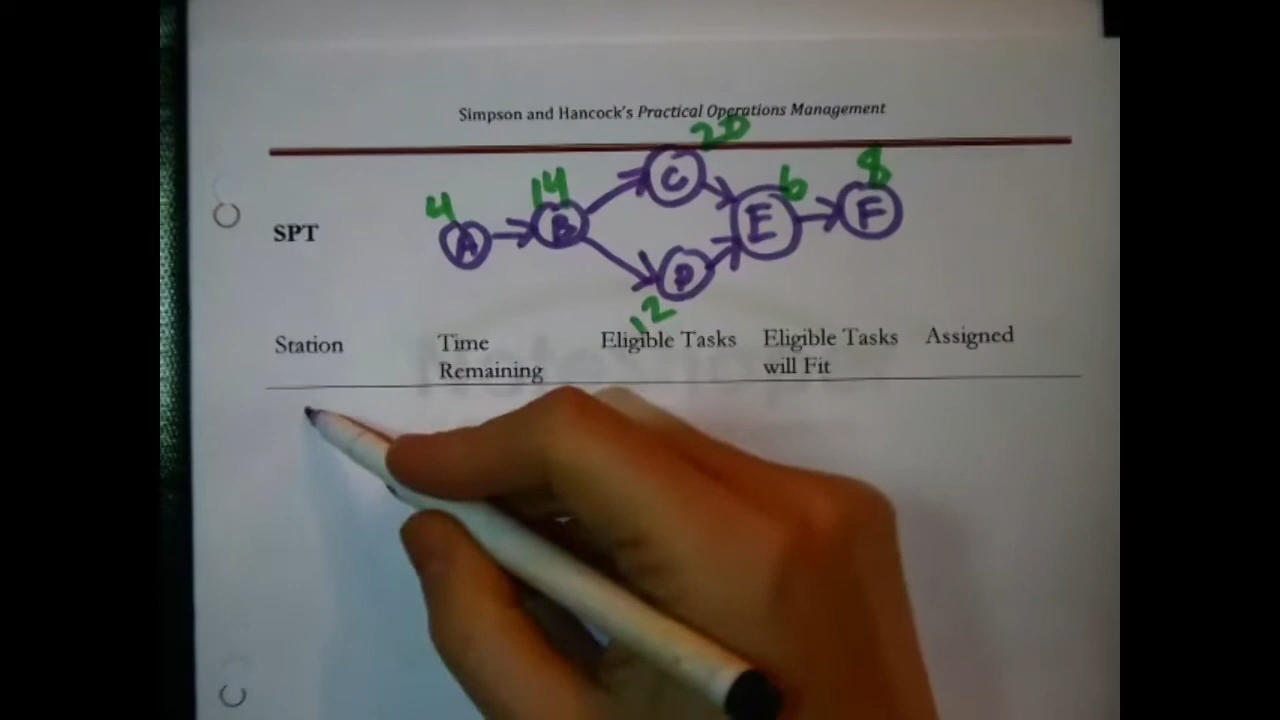 Simpson and Hancock's Practical Operations Management
20
14
6
8
4
C
SPT
A
B
E
F
D
12
Station
Time Remaining
Eligible Tasks
Eligible Tasks will Fit
Assigned